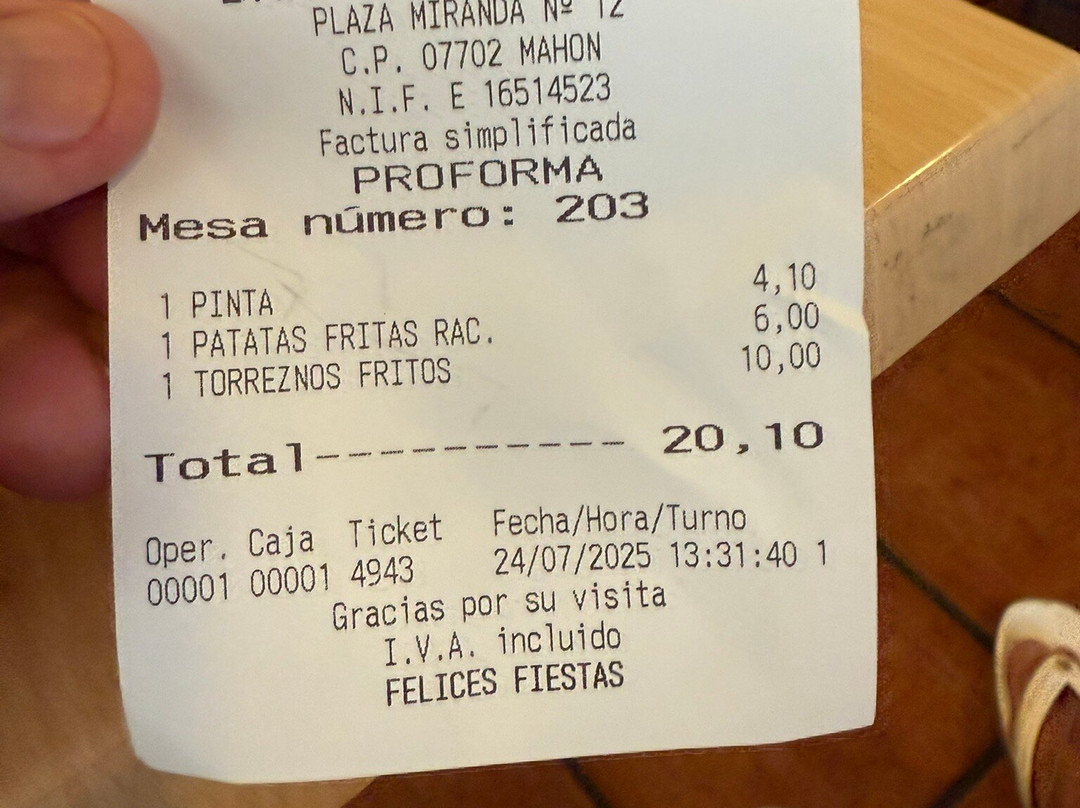 PLAZA MIRANDA Nº 12
C.P. 07702 MAHON
N.I.F. E 16514523
Factura simplificada
PROFORMA
Mesa número: 203
1 PINTA 4,10
1 PATATAS FRITAS RAC. 6,00
1 TORREZNOS FRITOS 10,00
Total---------- 20,10
Oper. Caja Ticket Fecha/Hora/Turno
00001 00001 4943 24/07/2025 13:31:40 1
Gracias por su visita
I.V.A. incluido
FELICES FIESTAS